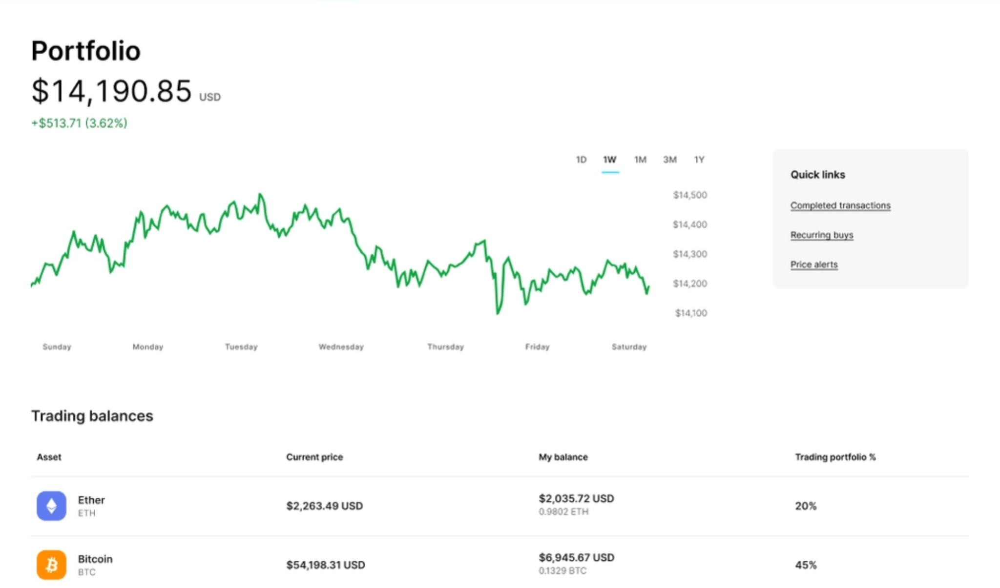 Portfolio
$14,190.85 USD
+$513.71 (3.62%)
1D 1W 1M 3M 1Y
$14,500
$14,400
$14,300
$14,200
$14,100
Sunday Monday Tuesday Wednesday Thursday Friday Saturday
Quick links
Completed transactions
Recurring buys
Price alerts
Trading balances
Asset Current price My balance Trading portfolio %
Ether
ETH
$2,263.49 USD
$2,035.72 USD
0.9802 ETH
20%
Bitcoin
BTC
$54,198.31 USD
$6,945.67 USD
0.1329 BTC
45%